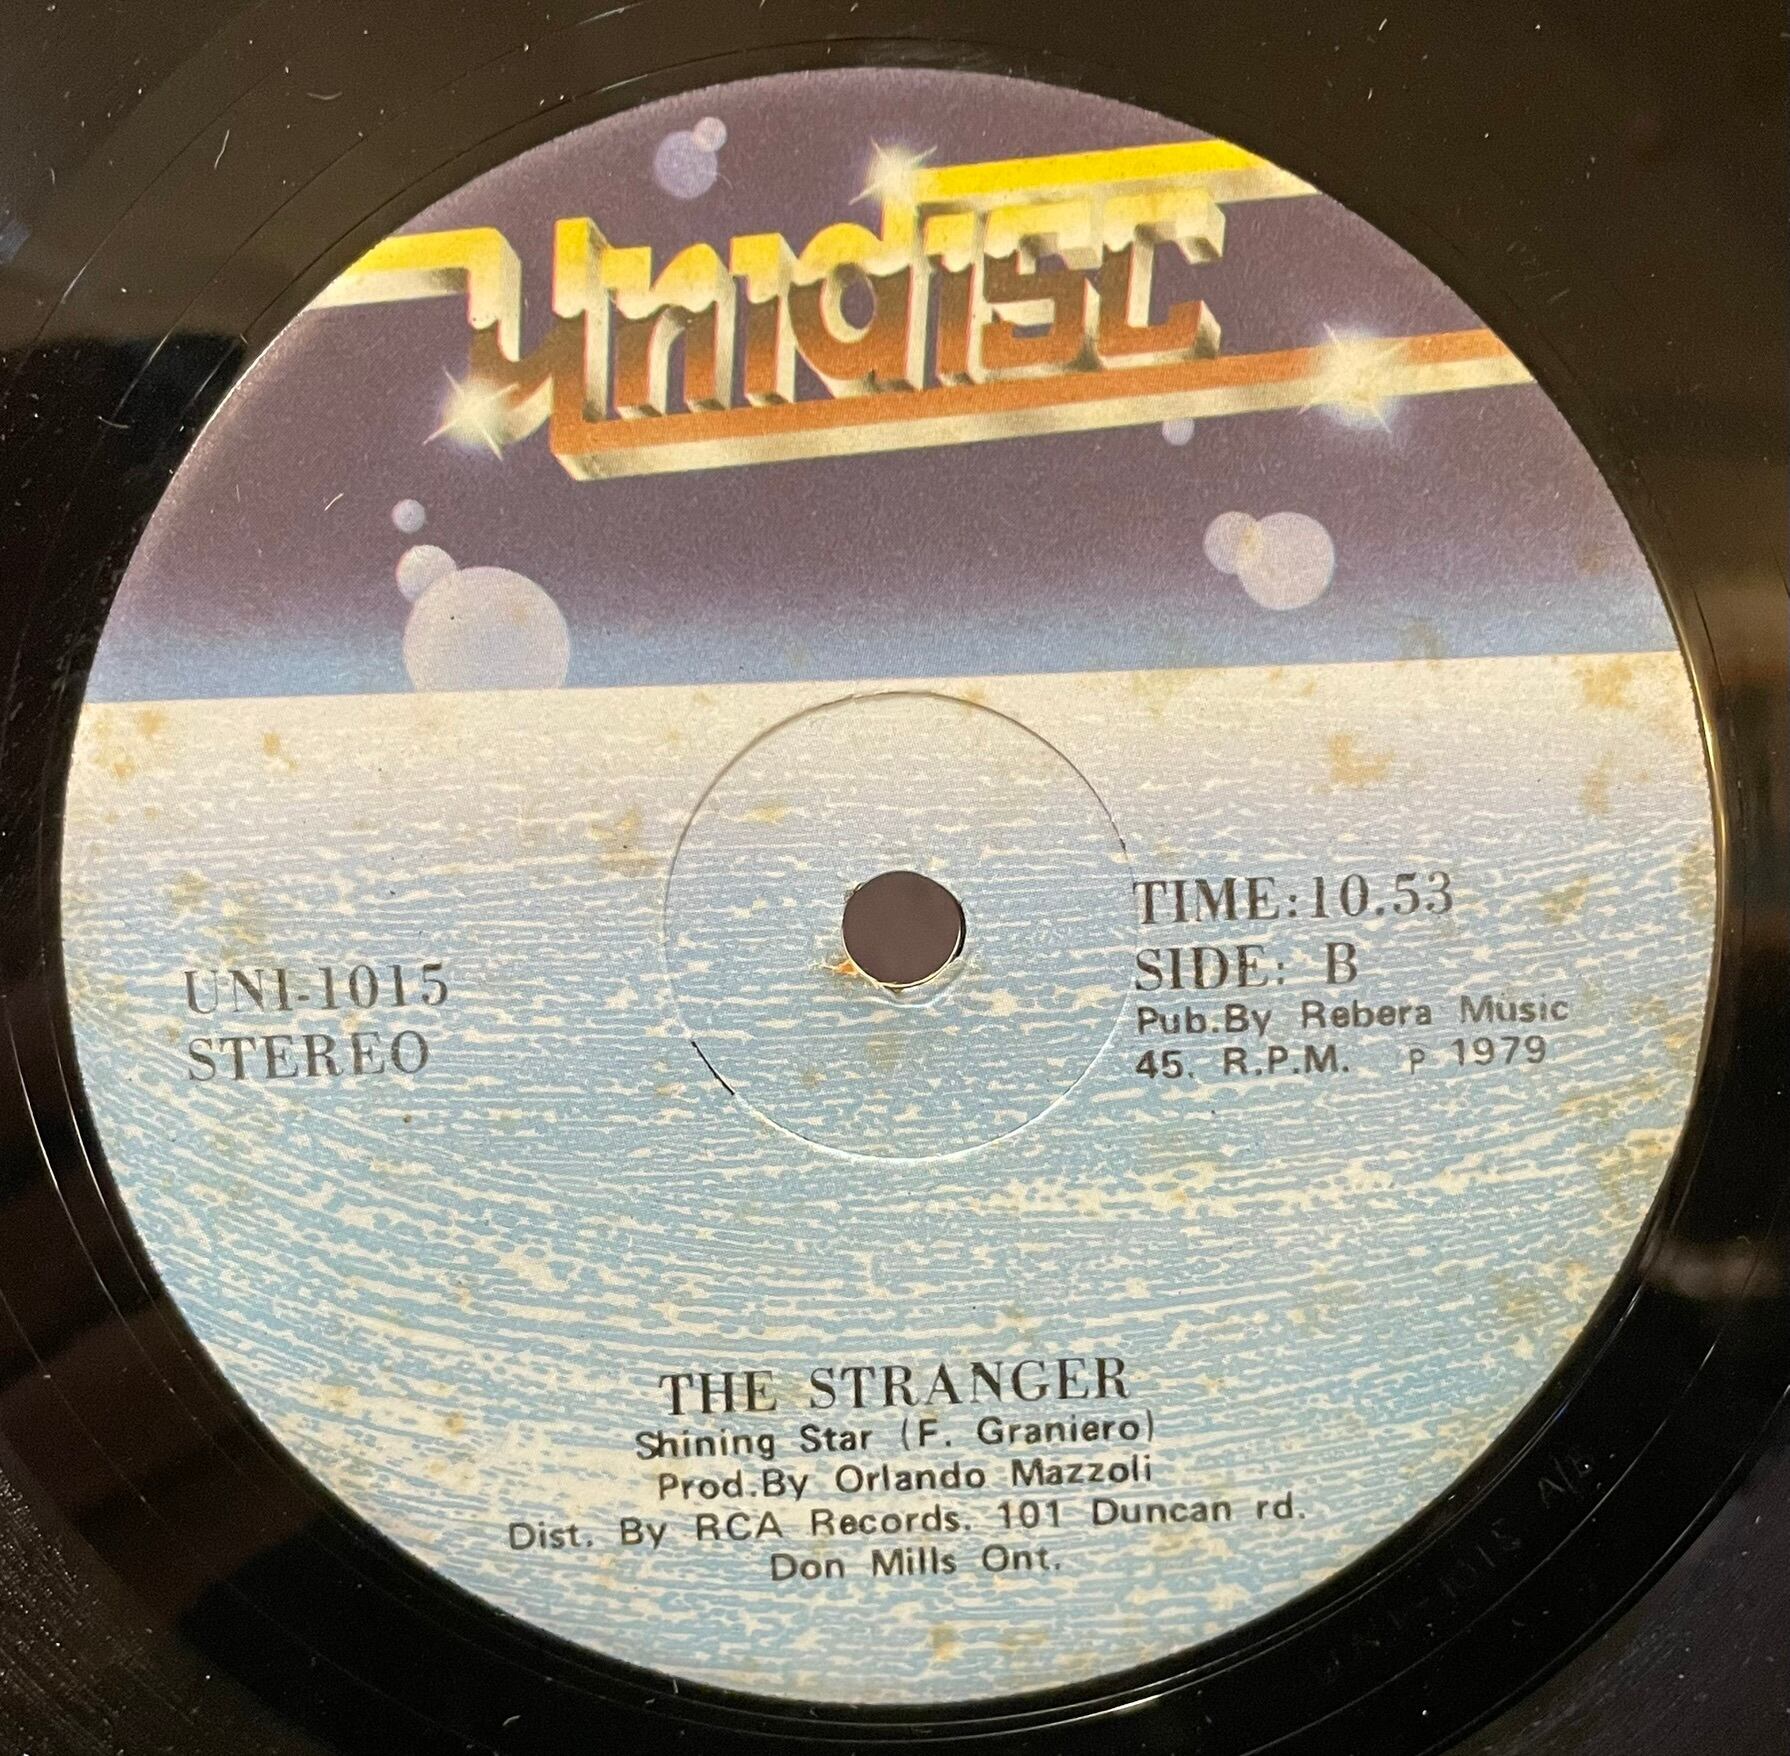 unidisc
UNI-1015
STEREO
TIME:10.53
SIDE: B
Pub.By Rebera Music
45. R.P.M. P 1979
THE STRANGER
Shining Star (F. Graniero)
Prod.By Orlando Mazzoli
Dist. By RCA Records. 101 Duncan rd.
Don Mills Ont.